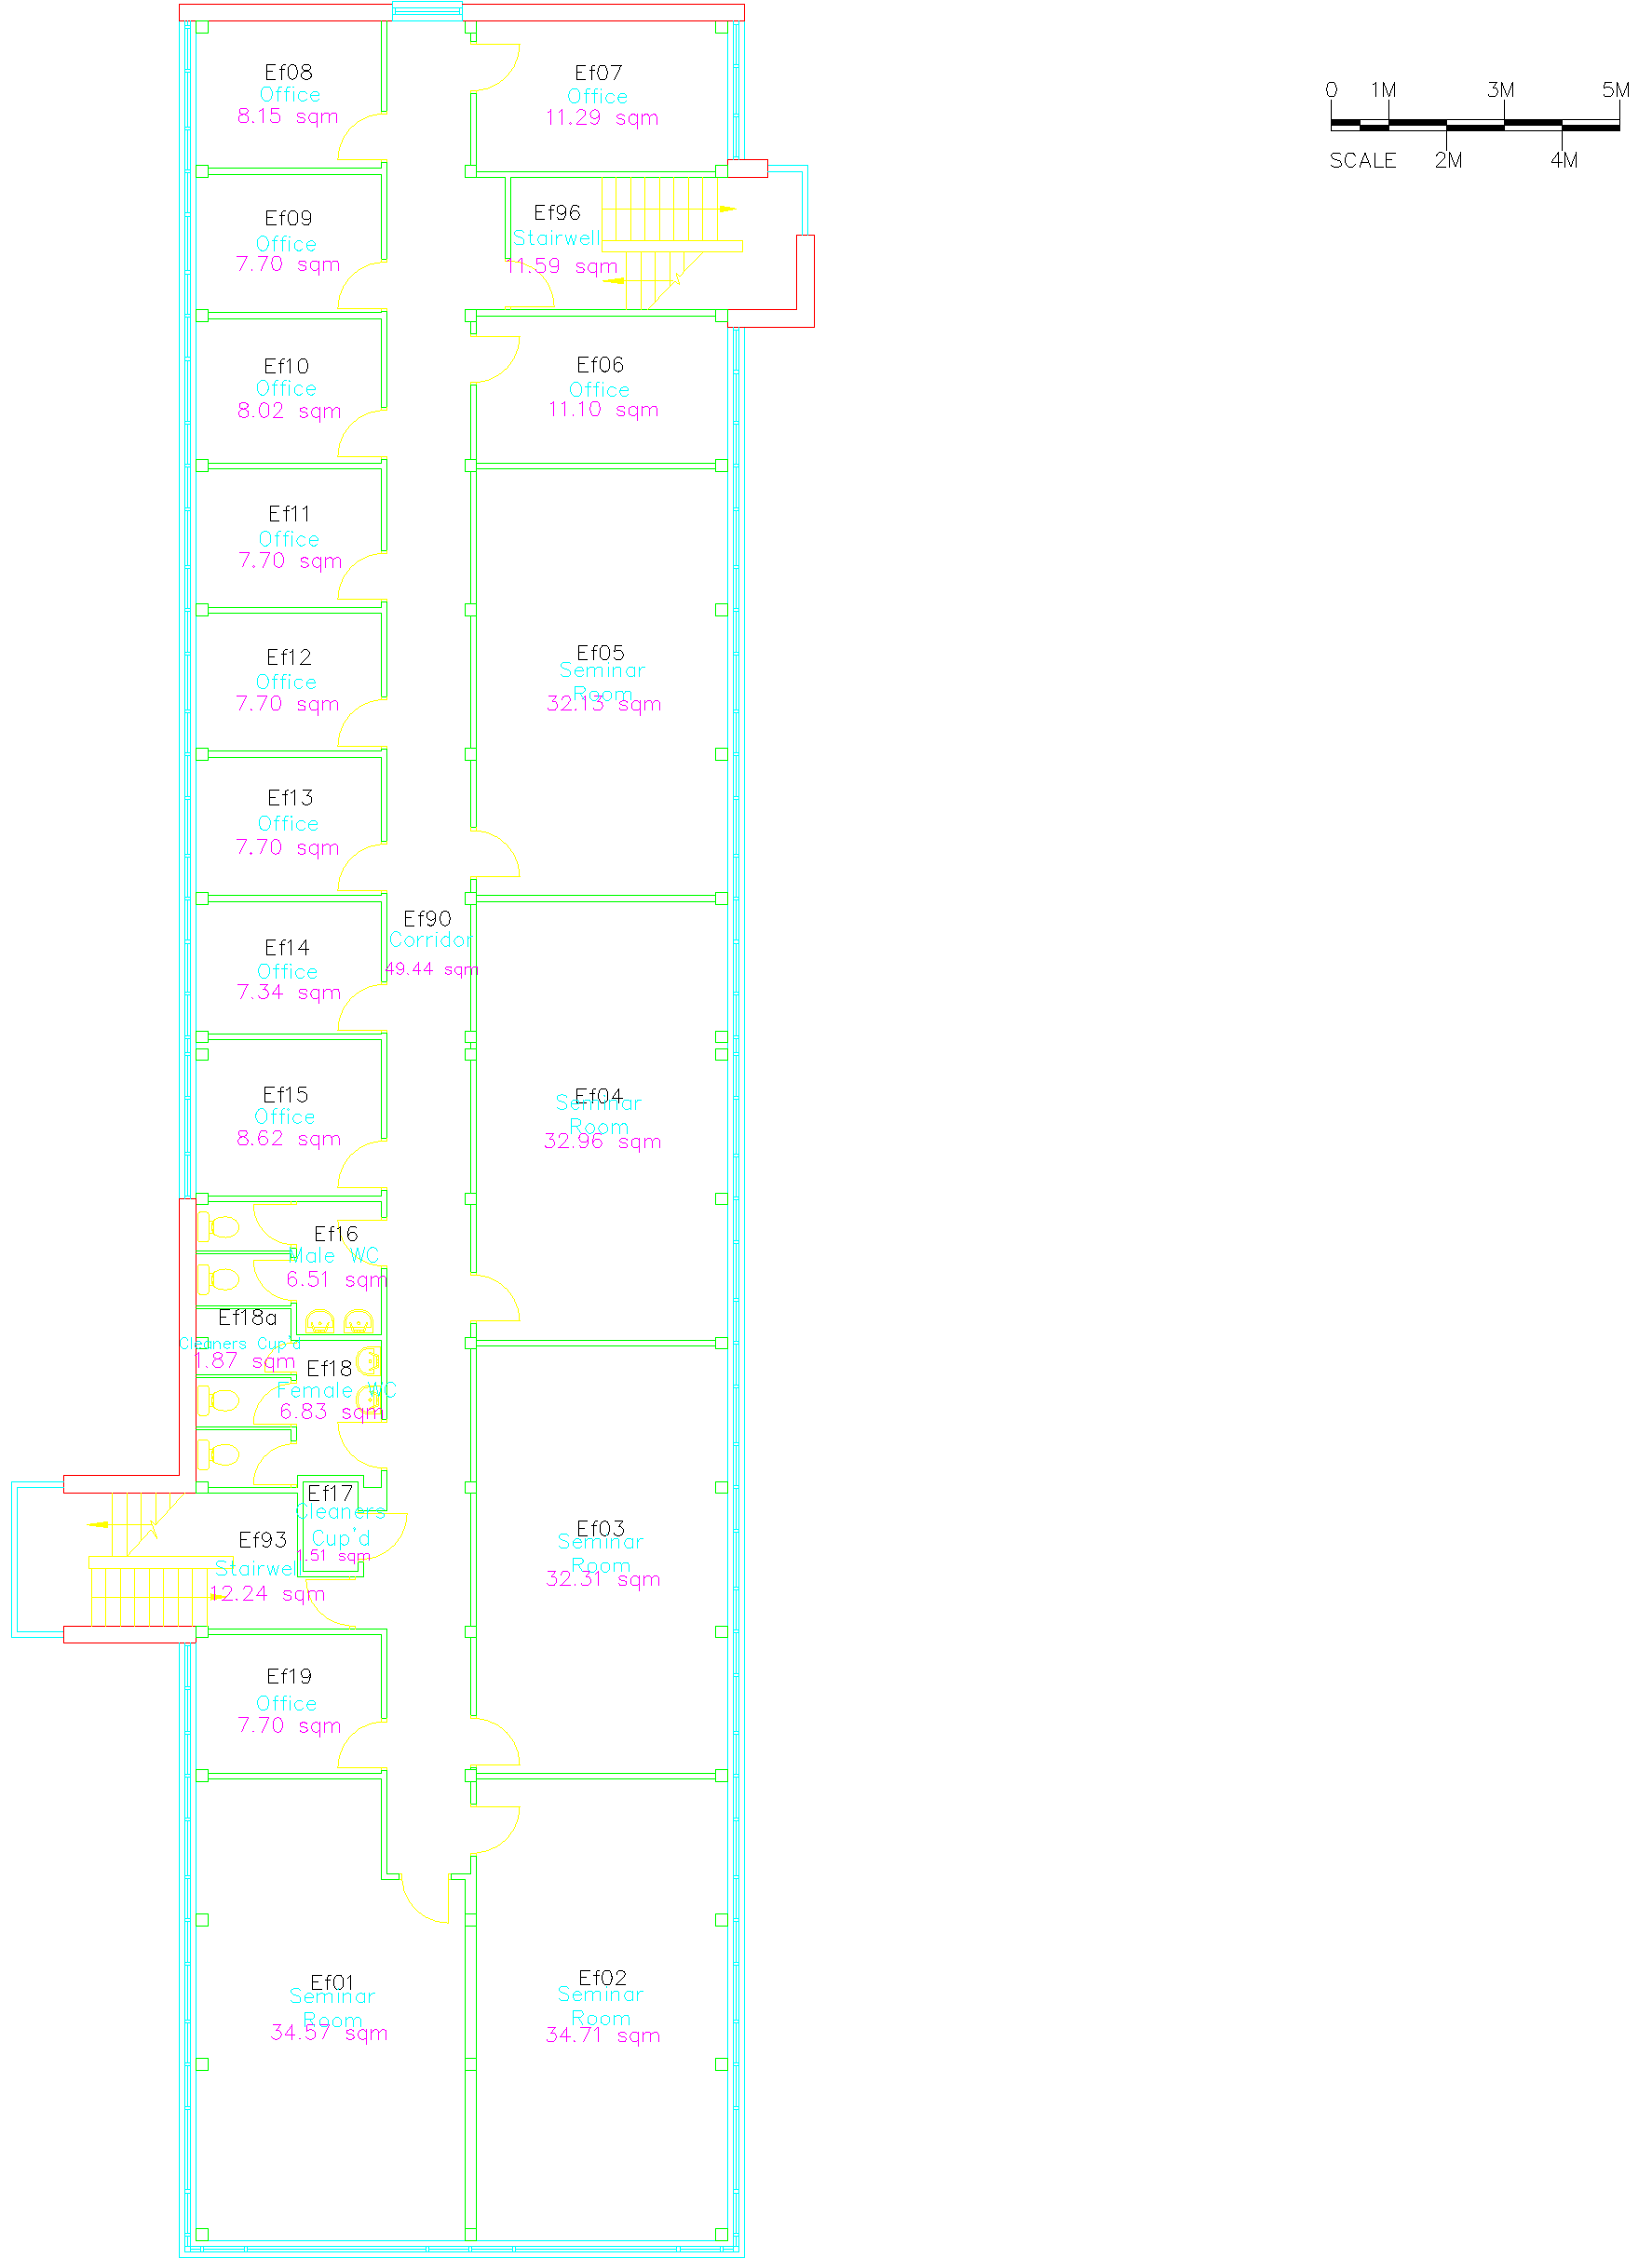 0 1M 3M 5M
SCALE 2M 4M
Ef08
Office
8.15 sqm
Ef07
Office
11.29 sqm
Ef09
Office
7.70 sqm
Ef96
Stairwell
11.59 sqm
Ef10
Office
8.02 sqm
Ef06
Office
11.10 sqm
Ef11
Office
7.70 sqm
Ef12
Office
7.70 sqm
Ef05
Seminar
Room
32.13 sqm
Ef13
Office
7.70 sqm
Ef90
Corridor
49.44 sqm
Ef14
Office
7.34 sqm
Ef15
Office
8.62 sqm
Ef04
Seminar
Room
32.96 sqm
Ef16
Male WC
6.51 sqm
Ef18a
Cleaners Cup'd
1.87 sqm
Ef18
Female WC
6.83 sqm
Ef17
Cleaners
Cup'd
1.51 sqm
Ef93
Stairwell
12.24 sqm
Ef03
Seminar
Room
32.31 sqm
Ef19
Office
7.70 sqm
Ef01
Seminar
Room
34.57 sqm
Ef02
Seminar
Room
34.71 sqm